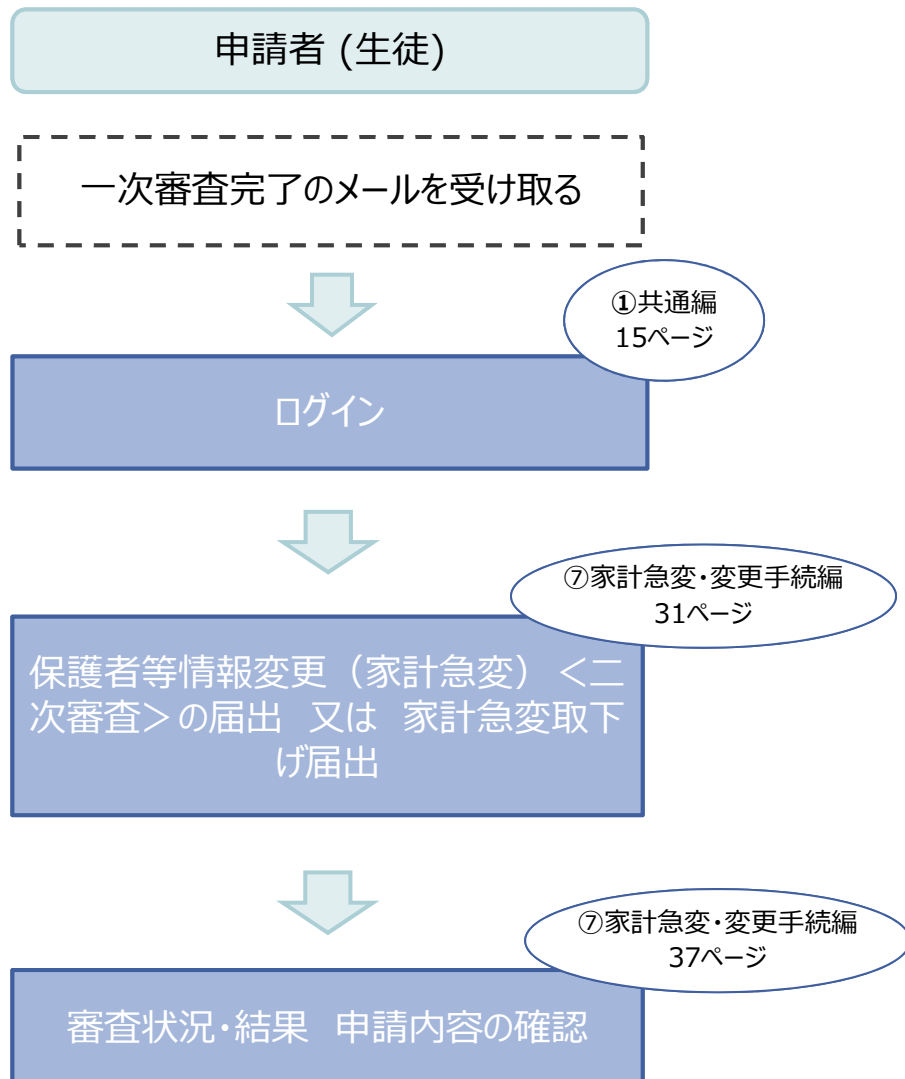 申請者 (生徒)
一次審査完了のメールを受け取る
①共通編
15ページ
ログイン
⑦家計急変・変更手続編
31ページ
保護者等情報変更（家計急変）＜二
次審査＞の届出　又は　家計急変取下
げ届出
⑦家計急変・変更手続編
37ページ
審査状況・結果　申請内容の確認